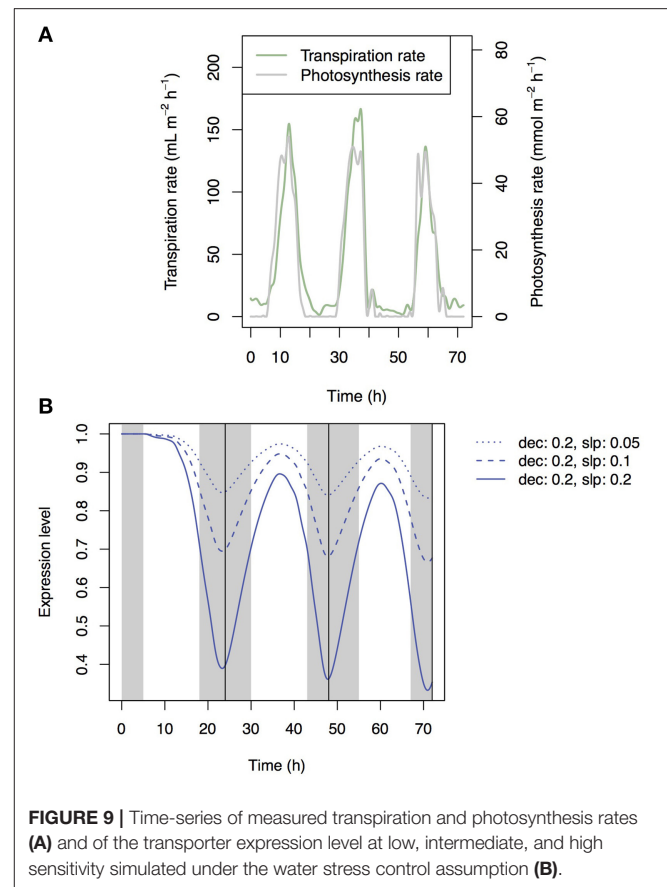 A
Transpiration rate
Photosynthesis rate
Transpiration rate (mL m⁻² h⁻¹)
200
150
100
50
0
Photosynthesis rate (mmol m⁻² h⁻¹)
80
60
40
20
0
0 10 30 50 70
Time (h)
B
Expression level
1.0
0.9
0.8
0.7
0.6
0.5
0.4
0 10 20 30 40 50 60 70
Time (h)
dec: 0.2, slp: 0.05
dec: 0.2, slp: 0.1
dec: 0.2, slp: 0.2
FIGURE 9 | Time-series of measured transpiration and photosynthesis rates
(A) and of the transporter expression level at low, intermediate, and high
sensitivity simulated under the water stress control assumption (B).